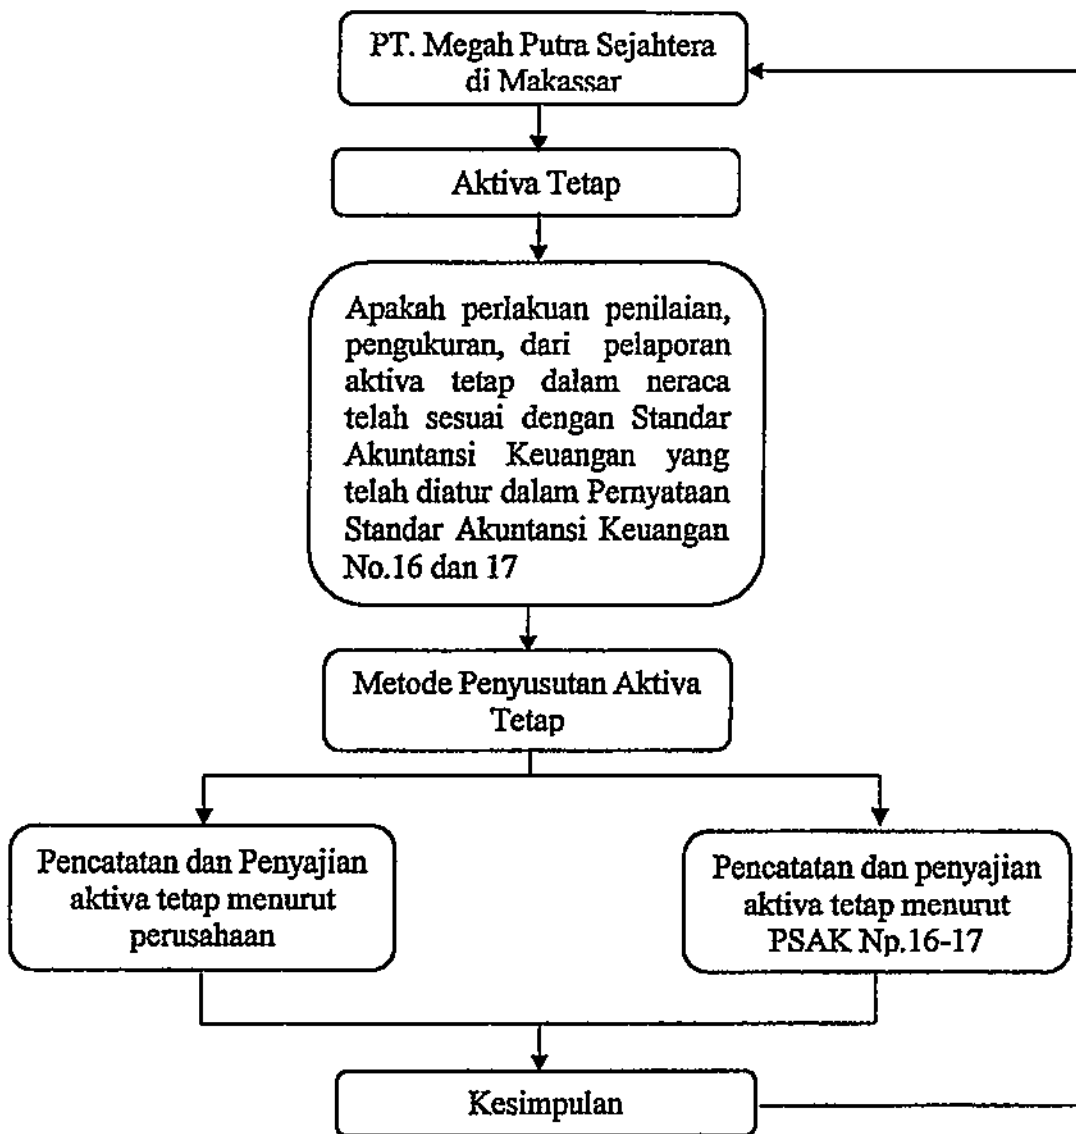 PT. Megah Putra Sejahtera
di Makassar
Aktiva Tetap
Apakah perlakuan penilaian,
pengukuran, dari pelaporan
aktiva tetap dalam neraca
telah sesuai dengan Standar
Akuntansi Keuangan yang
telah diatur dalam Pernyataan
Standar Akuntansi Keuangan
No.16 dan 17
Metode Penyusutan Aktiva
Tetap
Pencatatan dan Penyajian
aktiva tetap menurut
perusahaan
Pencatatan dan penyajian
aktiva tetap menurut
PSAK Np.16-17
Kesimpulan